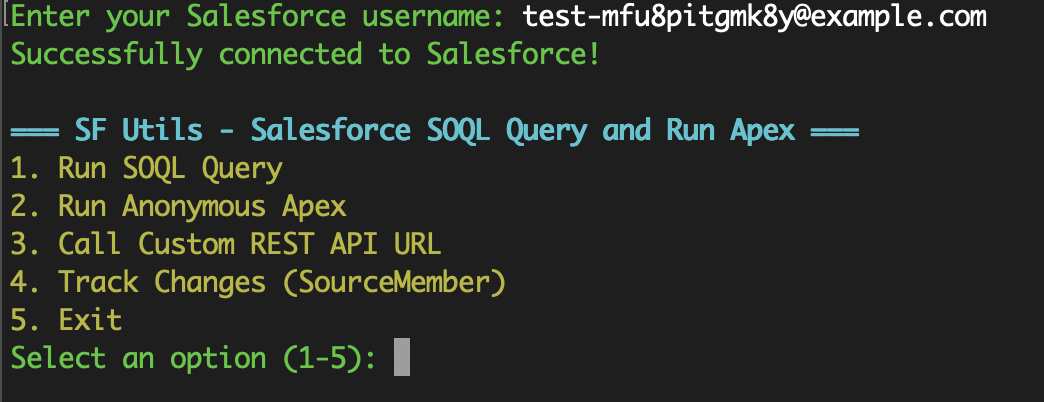 Enter your Salesforce username: test-mfu8pitgmk8y@example.com
Successfully connected to Salesforce!
=== SF Utils - Salesforce SOQL Query and Run Apex ===
1. Run SOQL Query
2. Run Anonymous Apex
3. Call Custom REST API URL
4. Track Changes (SourceMember)
5. Exit
Select an option (1-5):